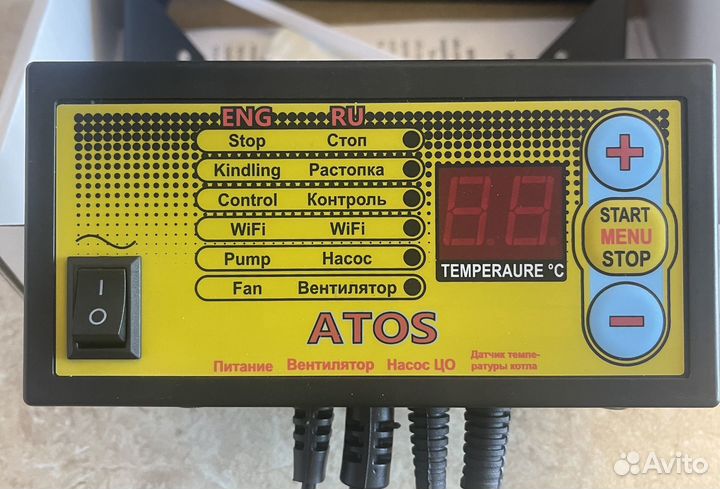 ENG RU
Stop Стоп
Kindling Растопка
Control Контроль
WiFi WiFi
Pump Насос
Fan Вентилятор
TEMPERAURE °C
START
MENU
STOP
I
O
ATOS
Питание Вентилятор Насос ЦО Датчик темпе-
ратуры котла
Avito